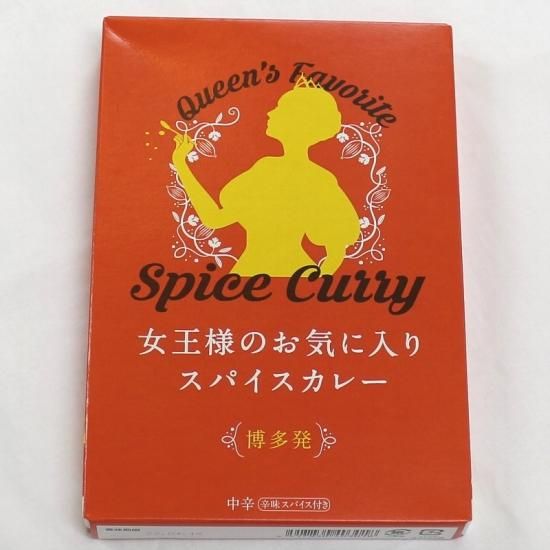 Queen's Favorite
Spice Curry
女王様のお気に入り
スパイスカレー
博多発
中辛 辛味スパイス付き